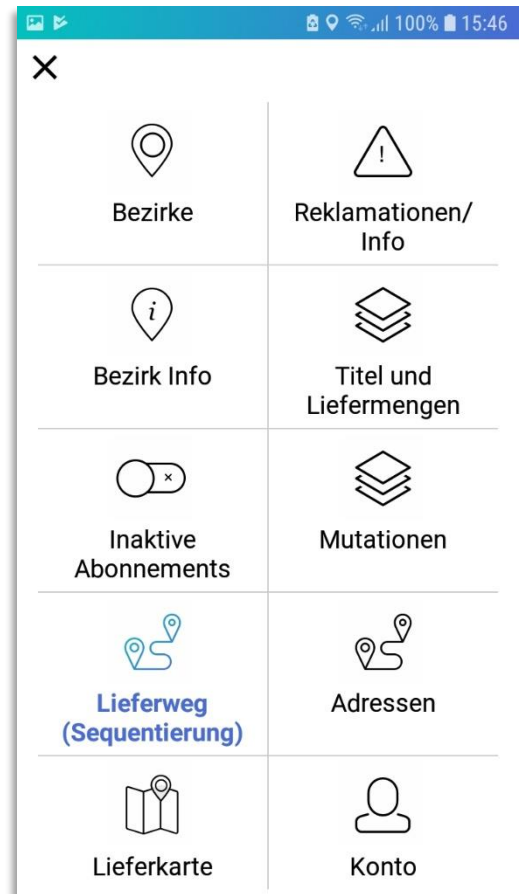 100% 15:46
Bezirke
Reklamationen/
Info
Bezirk Info
Titel und
Liefermengen
Inaktive
Abonnements
Mutationen
Lieferweg
(Sequentierung)
Adressen
Lieferkarte
Konto